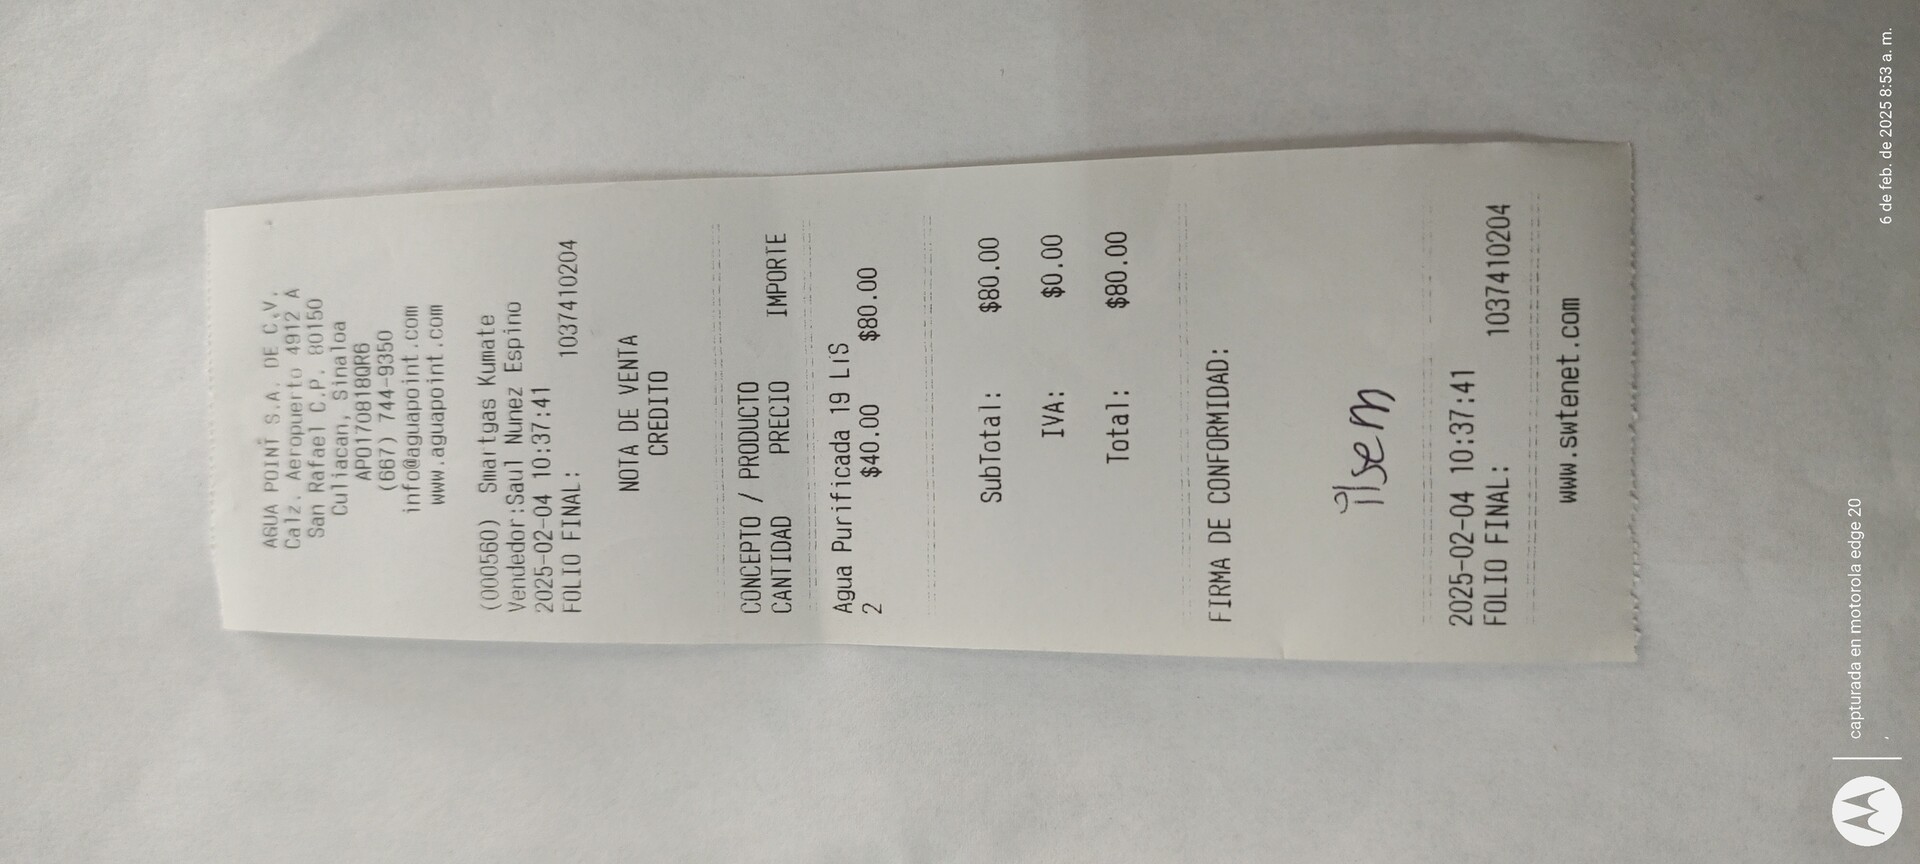 AGUA POINT S.A. DE C.V.
Calz. Aeropuerto 4912 A
San Rafael C.P. 80150
Culiacan, Sinaloa
APO170818QR6
(667) 744-9350
info@aguapoint.com
www.aguapoint.com
(000560) Smartgas Kumate
Vendedor:Saul Nunez Espino
2025-02-04 10:37:41
FOLIO FINAL: 1037410204
NOTA DE VENTA
CREDITO
CONCEPTO / PRODUCTO
CANTIDAD PRECIO IMPORTE
Agua Purificada 19 LiS
2 $40.00 $80.00
SubTotal: $80.00
IVA: $0.00
Total: $80.00
FIRMA DE CONFORMIDAD:
ilsem
2025-02-04 10:37:41
FOLIO FINAL: 1037410204
www.swtenet.com
capturada en motorola edge 20
6 de feb. de 2025 8:53 a. m.